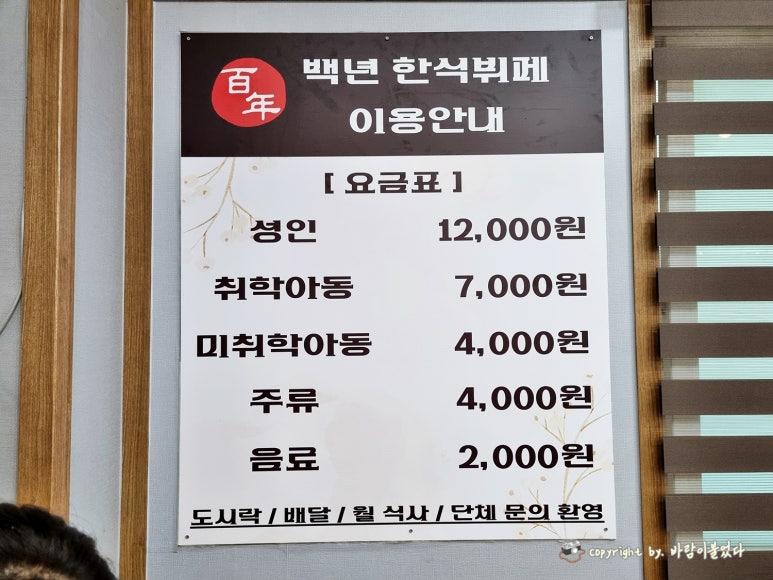 百年
백년 한식뷔페
이용안내
[ 요금표 ]
성인 12,000원
취학아동 7,000원
미취학아동 4,000원
주류 4,000원
음료 2,000원
도시락 / 배달 / 월 식사 / 단체 문의 환영
copyright by. 바람이불었다